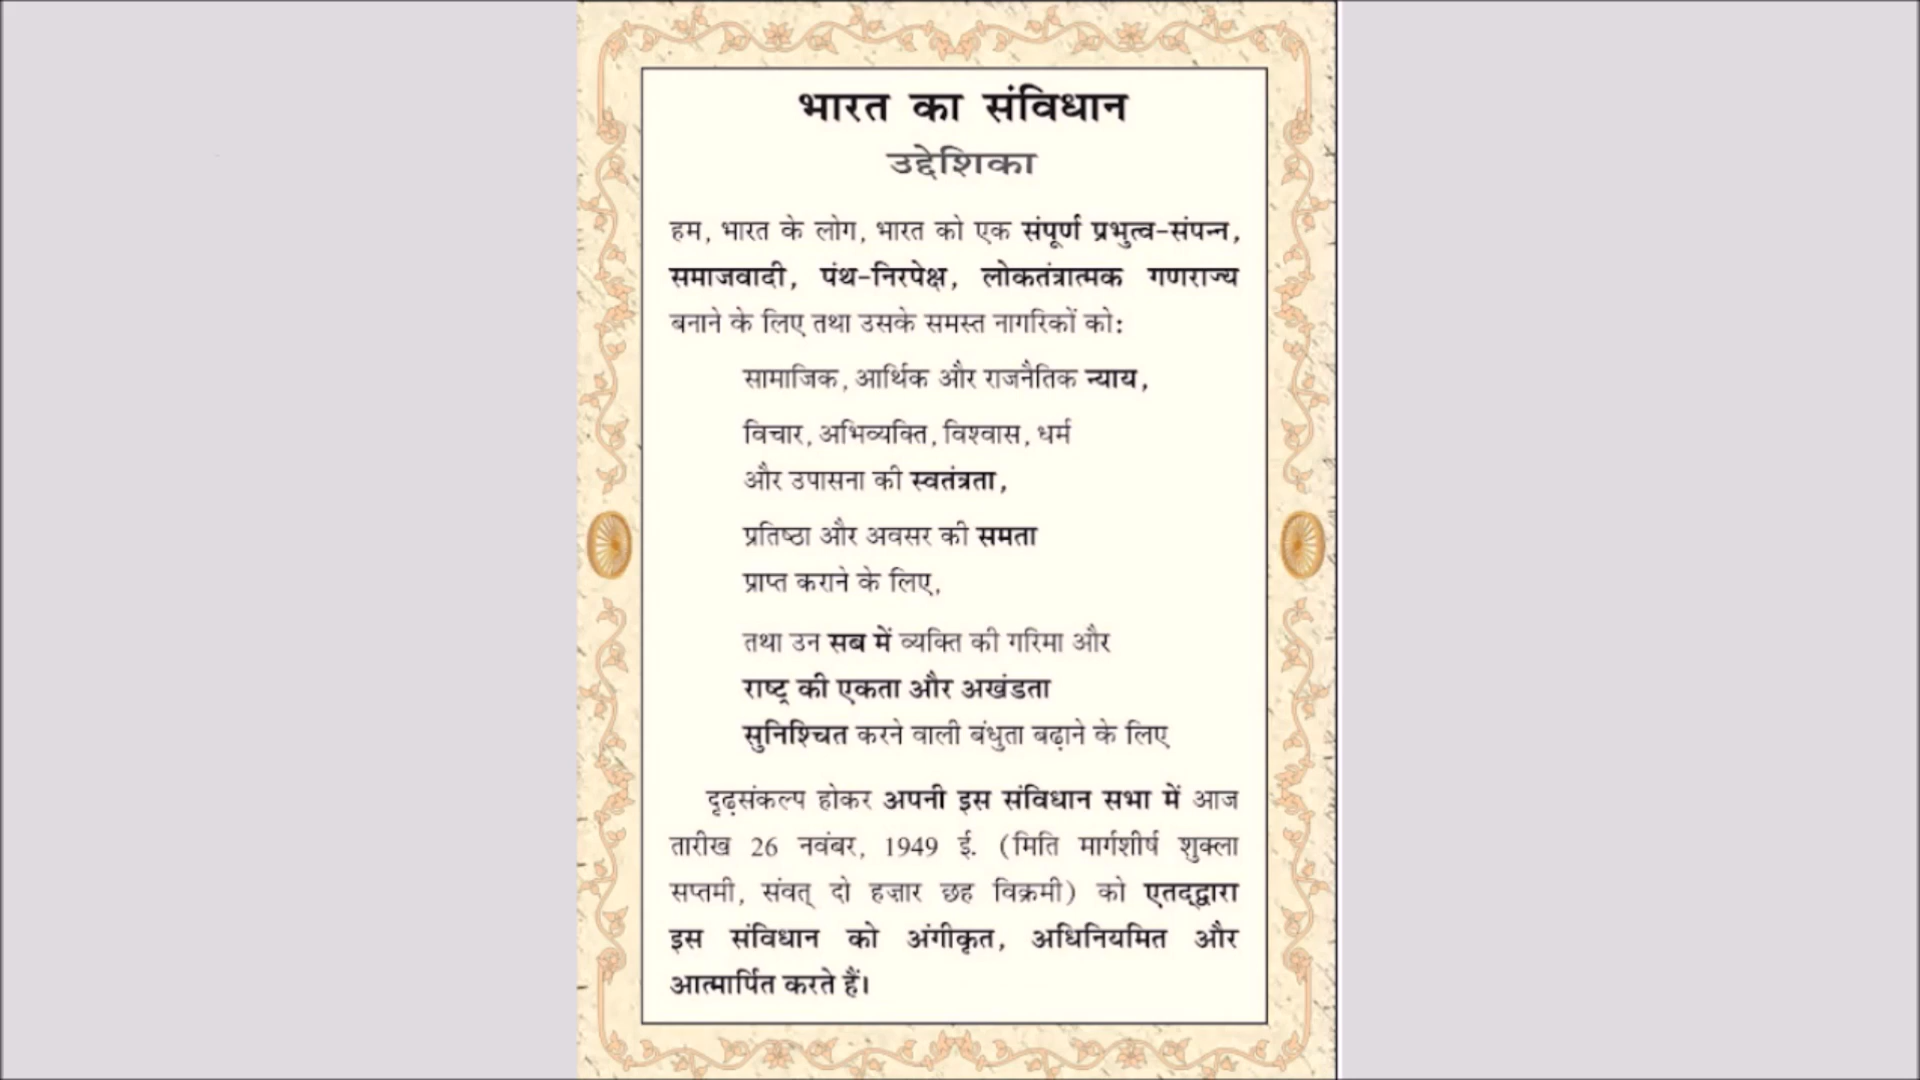 भारत का संविधान
उद्देशिका
हम, भारत के लोग, भारत को एक संपूर्ण प्रभुत्व-संपन्न,
समाजवादी, पंथ-निरपेक्ष, लोकतंत्रात्मक गणराज्य
बनाने के लिए तथा उसके समस्त नागरिकों को:
सामाजिक, आर्थिक और राजनैतिक न्याय,
विचार, अभिव्यक्ति, विश्वास, धर्म
और उपासना की स्वतंत्रता,
प्रतिष्ठा और अवसर की समता
प्राप्त कराने के लिए,
तथा उन सब में व्यक्ति की गरिमा और
राष्ट्र की एकता और अखंडता
सुनिश्चित करने वाली बंधुता बढ़ाने के लिए
दृढ़संकल्प होकर अपनी इस संविधान सभा में आज
तारीख 26 नवंबर, 1949 ई. (मिति मार्गशीर्ष शुक्ला
सप्तमी, संवत् दो हज़ार छह विक्रमी) को एतद्द्वारा
इस संविधान को अंगीकृत, अधिनियमित और
आत्मार्पित करते हैं।